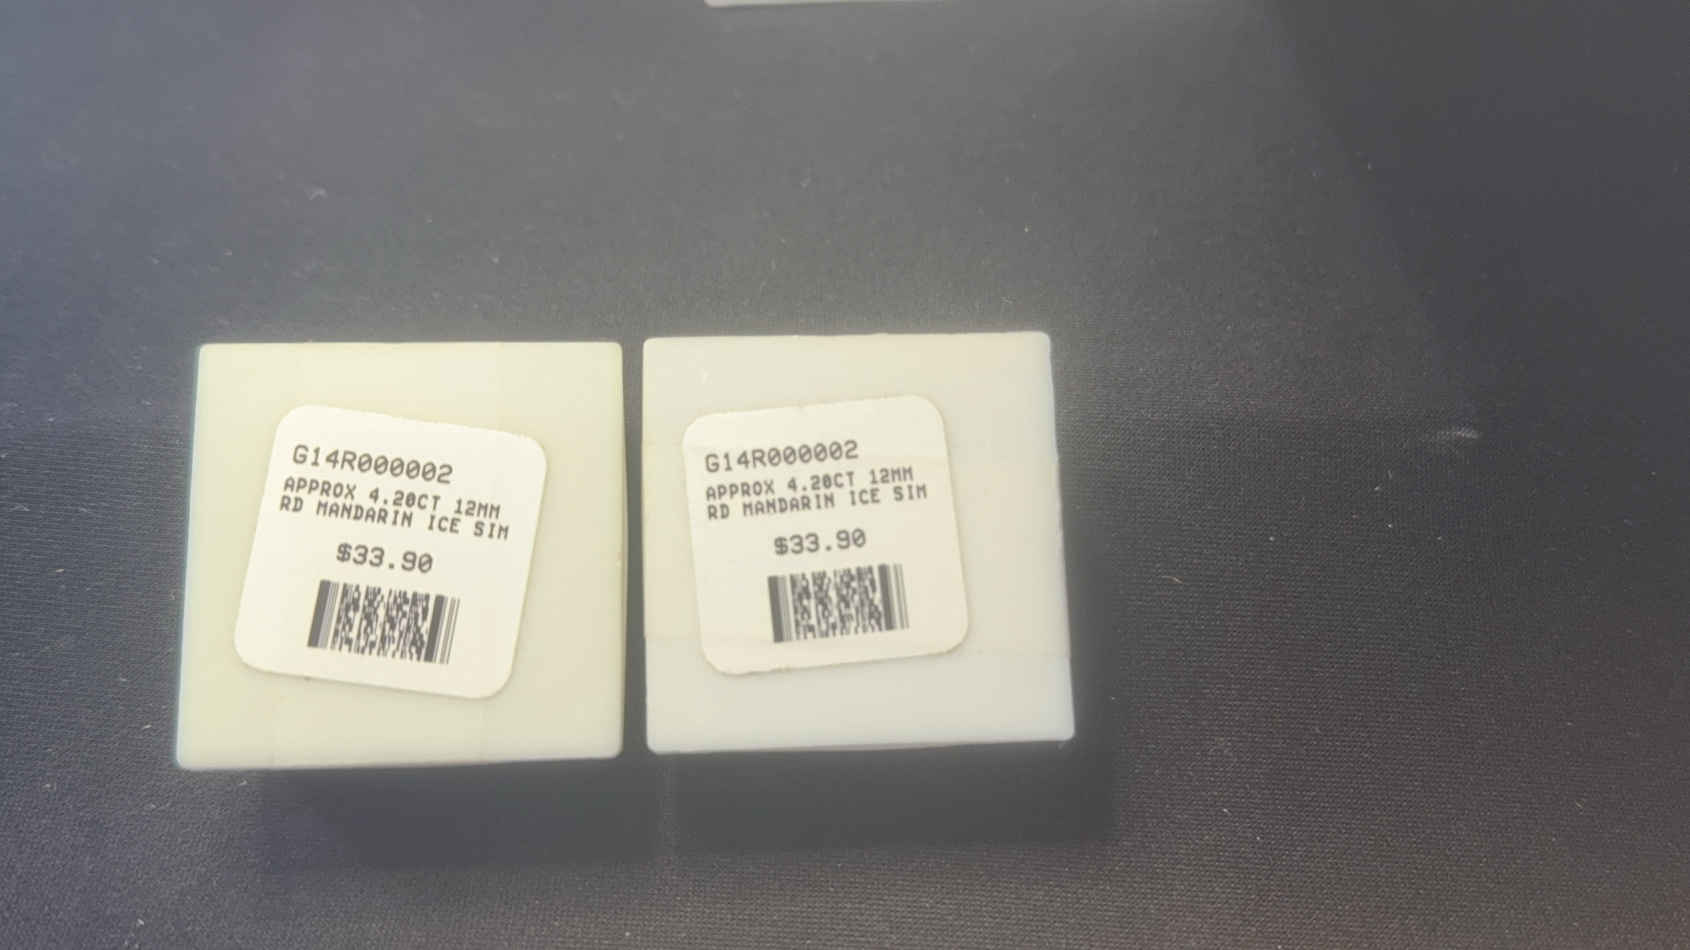 G14R000002
APPROX 4.20CT 12MM
RD MANDARIN ICE SIM
$33.90
G14R000002
APPROX 4.20CT 12MM
RD MANDARIN ICE SIM
$33.90